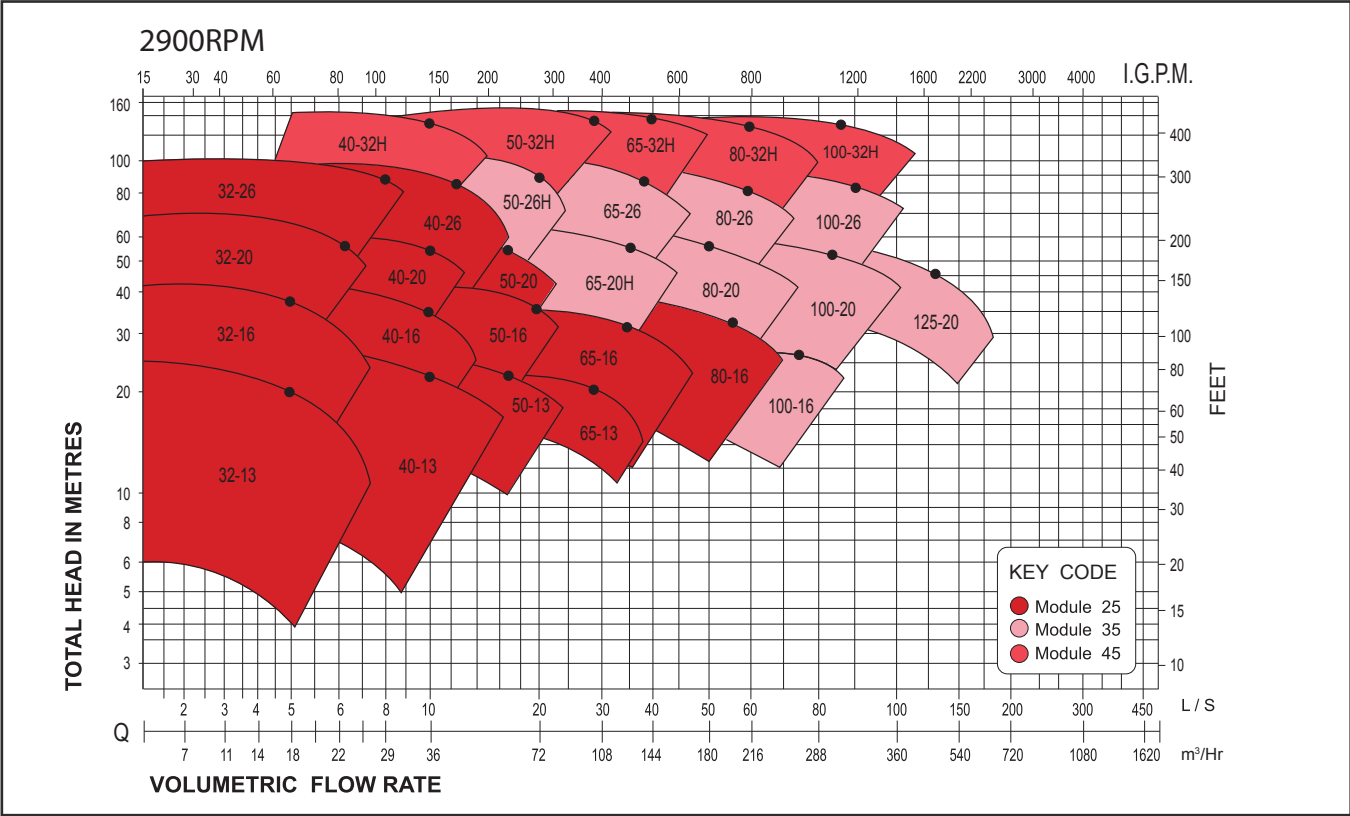 2900RPM
15 30 40 60 80 100 150 200 300 400 600 800 1200 1600 2200 3000 4000 I.G.P.M.
160
100
80
60
50
40
30
20
10
8
6
5
4
3
TOTAL HEAD IN METRES
400
300
200
150
100
80
60
50
40
30
20
15
10
FEET
40-32H
50-32H
65-32H
80-32H
100-32H
32-26
40-26
50-26H
65-26
80-26
100-26
32-20
40-20
50-20
65-20H
80-20
100-20
125-20
32-16
40-16
50-16
65-16
80-16
100-16
32-13
40-13
50-13
65-13
KEY CODE
Module 25
Module 35
Module 45
2 3 4 5 6 8 10 20 30 40 50 60 80 100 150 200 300 450 L / S
Q
7 11 14 18 22 29 36 72 108 144 180 216 288 360 540 720 1080 1620 m³/Hr
VOLUMETRIC FLOW RATE